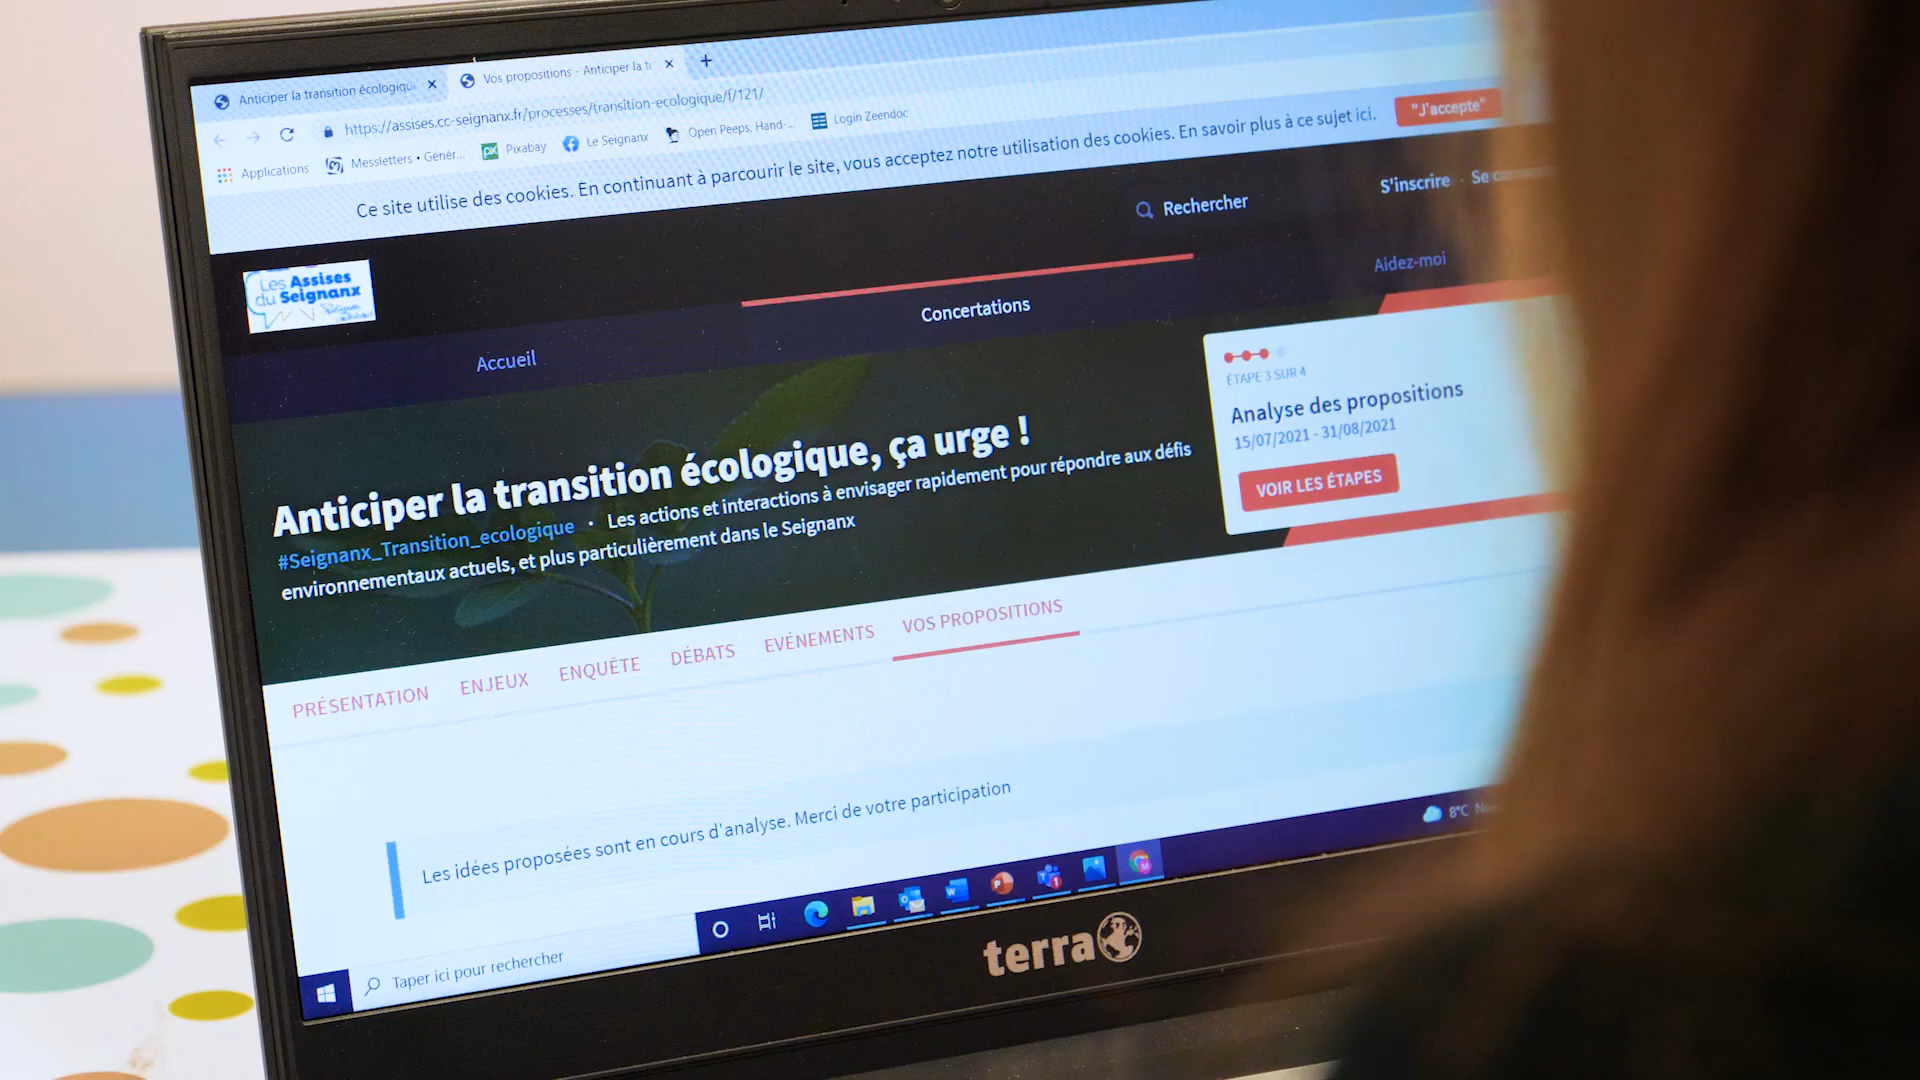 Anticiper la transition écologiqu
Vos propositions - Anticiper la tr
https://assises.cc-seignanx.fr/processes/transition-ecologique/f/121/
Applications
Messletters • Génér...
Pixabay
Le Seignanx
Open Peeps, Hand-...
Login Zeendoc
Ce site utilise des cookies. En continuant à parcourir le site, vous acceptez notre utilisation des cookies. En savoir plus à ce sujet ici.
"J'accepte"
Les Assises
du Seignanx
Rechercher
S'inscrire
Se
Accueil
Concertations
Aidez-moi
Anticiper la transition écologique, ça urge !
#Seignanx_Transition_ecologique • Les actions et interactions à envisager rapidement pour répondre aux défis
environnementaux actuels, et plus particulièrement dans le Seignanx
ÉTAPE 3 SUR 4
Analyse des propositions
15/07/2021 - 31/08/2021
VOIR LES ÉTAPES
PRÉSENTATION
ENJEUX
ENQUÊTE
DÉBATS
EVÉNEMENTS
VOS PROPOSITIONS
Les idées proposées sont en cours d'analyse. Merci de votre participation
Taper ici pour rechercher
8°C
terra